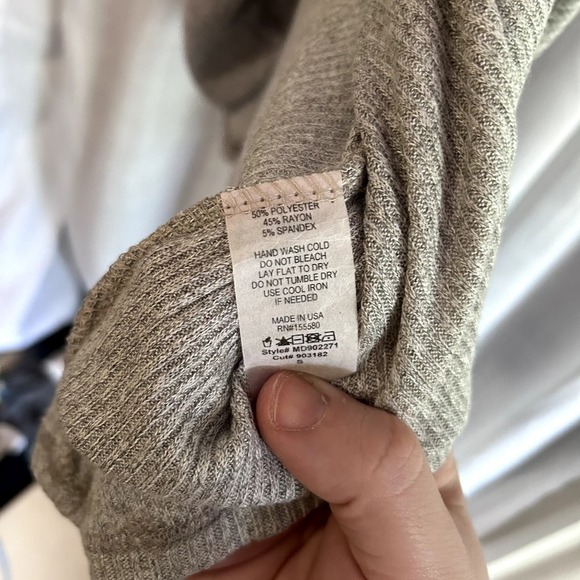 50% POLYESTER
45% RAYON
5% SPANDEX
HAND WASH COLD
DO NOT BLEACH
LAY FLAT TO DRY
DO NOT TUMBLE DRY
USE COOL IRON
IF NEEDED
MADE IN USA
RN#155580
Style# MD902271
Cut# 903182
S